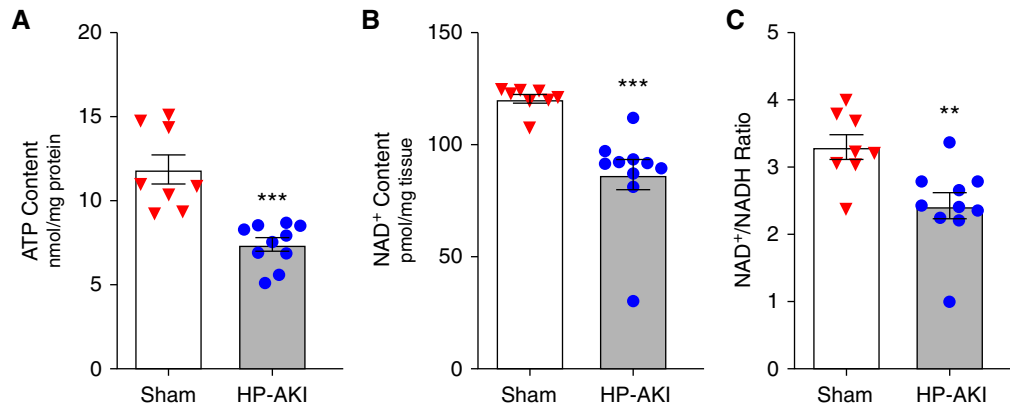 A
ATP Content
nmol/mg protein
20
15
10
5
0
***
Sham
HP-AKI
B
NAD⁺ Content
pmol/mg tissue
150
100
50
0
***
Sham
HP-AKI
C
NAD⁺/NADH Ratio
5
4
3
2
1
0
**
Sham
HP-AKI